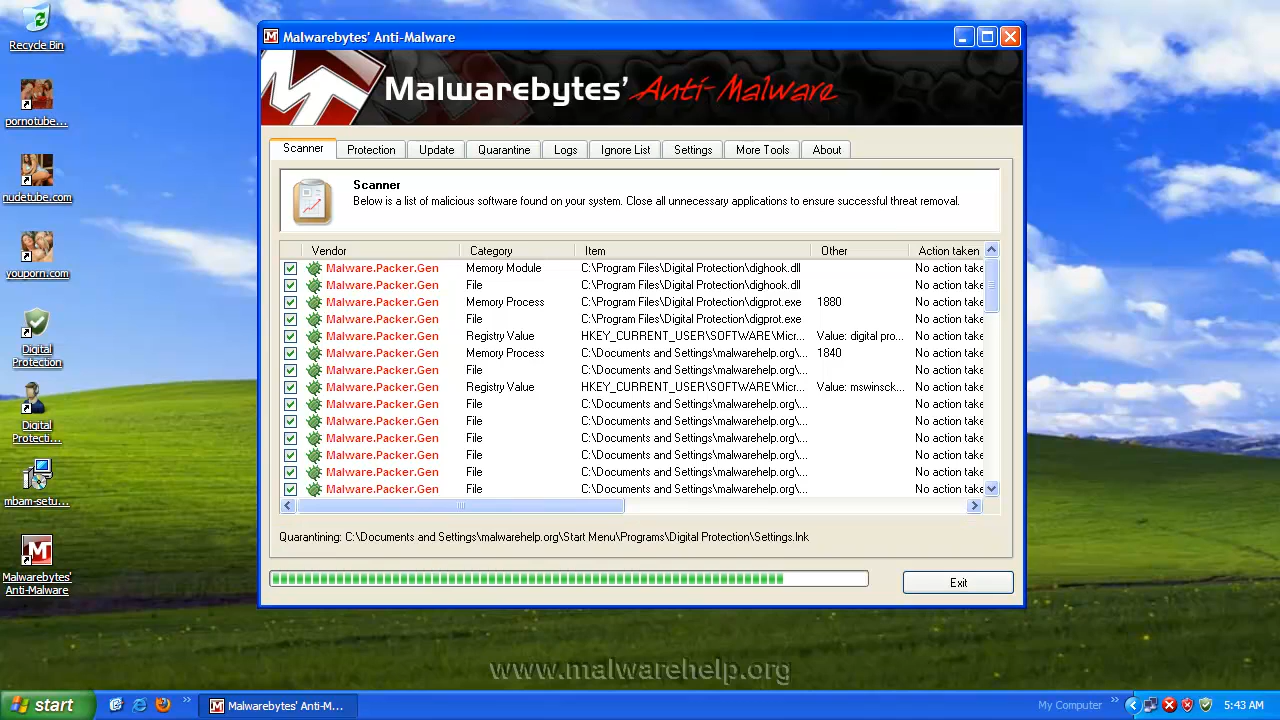 Recycle Bin
pornotube...
nudetube.com
youporn.com
Digital
Protection
Digital
Protecti...
mbam-setu...
Malwarebytes'
Anti-Malware
Malwarebytes' Anti-Malware
Malwarebytes' Anti-Malware
Scanner Protection Update Quarantine Logs Ignore List Settings More Tools About
Scanner
Below is a list of malicious software found on your system. Close all unnecessary applications to ensure successful threat removal.
Vendor Category Item Other Action taken
Malware.Packer.Gen Memory Module C:\Program Files\Digital Protection\dighook.dll No action take
Malware.Packer.Gen File C:\Program Files\Digital Protection\dighook.dll No action take
Malware.Packer.Gen Memory Process C:\Program Files\Digital Protection\digprot.exe 1880 No action take
Malware.Packer.Gen File C:\Program Files\Digital Protection\digprot.exe No action take
Malware.Packer.Gen Registry Value HKEY_CURRENT_USER\SOFTWARE\Micr... Value: digital pro... No action take
Malware.Packer.Gen Memory Process C:\Documents and Settings\malwarehelp.org\... 1840 No action take
Malware.Packer.Gen File C:\Documents and Settings\malwarehelp.org\... No action take
Malware.Packer.Gen Registry Value HKEY_CURRENT_USER\SOFTWARE\Micr... Value: mswinsck... No action take
Malware.Packer.Gen File C:\Documents and Settings\malwarehelp.org\... No action take
Malware.Packer.Gen File C:\Documents and Settings\malwarehelp.org\... No action take
Malware.Packer.Gen File C:\Documents and Settings\malwarehelp.org\... No action take
Malware.Packer.Gen File C:\Documents and Settings\malwarehelp.org\... No action take
Malware.Packer.Gen File C:\Documents and Settings\malwarehelp.org\... No action take
Malware.Packer.Gen File C:\Documents and Settings\malwarehelp.org\... No action take
Quarantining: C:\Documents and Settings\malwarehelp.org\Start Menu\Programs\Digital Protection\Settings.lnk
Exit
www.malwarehelp.org
start
Malwarebytes' Anti-M...
My Computer
5:43 AM